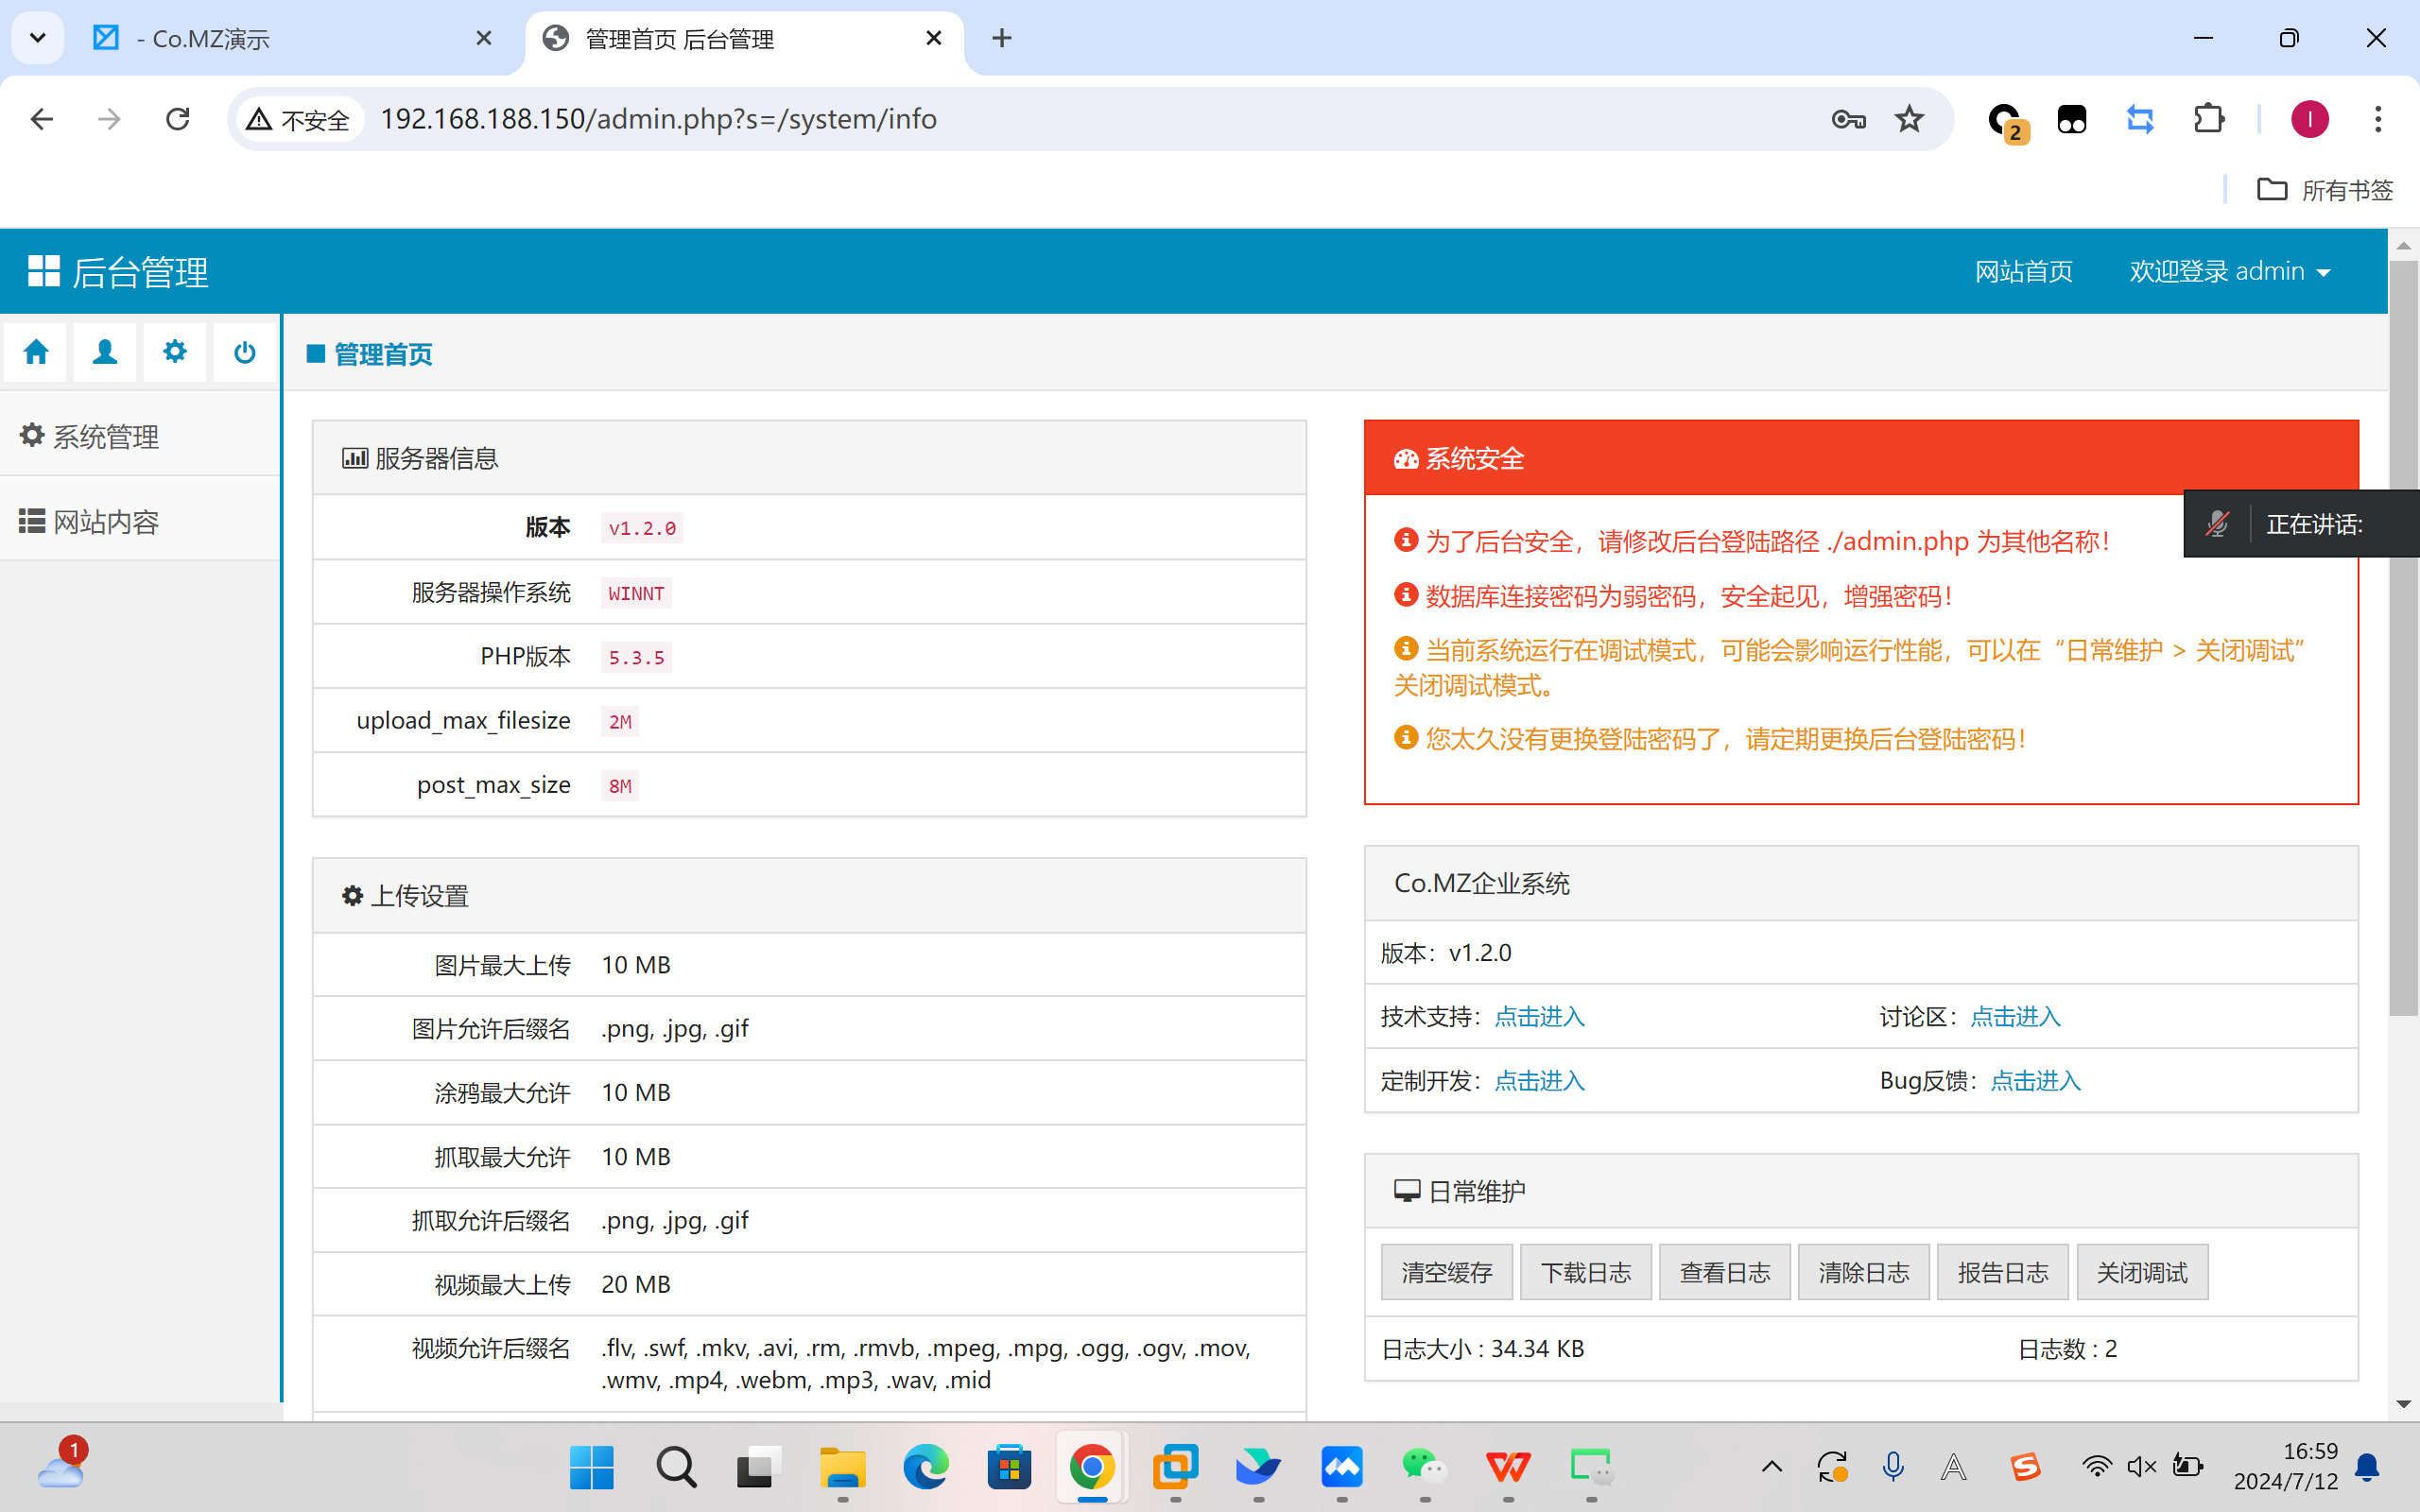 - Co.MZ演示
管理首页 后台管理
不安全
192.168.188.150/admin.php?s=/system/info
2
I
所有书签
后台管理
网站首页
欢迎登录 admin
管理首页
系统管理
网站内容
服务器信息
版本 v1.2.0
服务器操作系统 WINNT
PHP版本 5.3.5
upload_max_filesize 2M
post_max_size 8M
上传设置
图片最大上传 10 MB
图片允许后缀名 .png, .jpg, .gif
涂鸦最大允许 10 MB
抓取最大允许 10 MB
抓取允许后缀名 .png, .jpg, .gif
视频最大上传 20 MB
视频允许后缀名 .flv, .swf, .mkv, .avi, .rm, .rmvb, .mpeg, .mpg, .ogg, .ogv, .mov,
.wmv, .mp4, .webm, .mp3, .wav, .mid
系统安全
为了后台安全，请修改后台登陆路径 ./admin.php 为其他名称！
正在讲话:
数据库连接密码为弱密码，安全起见，增强密码！
当前系统运行在调试模式，可能会影响运行性能，可以在“日常维护 > 关闭调试”
关闭调试模式。
您太久没有更换登陆密码了，请定期更换后台登陆密码！
Co.MZ企业系统
版本：v1.2.0
技术支持：点击进入 讨论区：点击进入
定制开发：点击进入 Bug反馈：点击进入
日常维护
清空缓存 下载日志 查看日志 清除日志 报告日志 关闭调试
日志大小 : 34.34 KB 日志数 : 2
1
16:59
2024/7/12